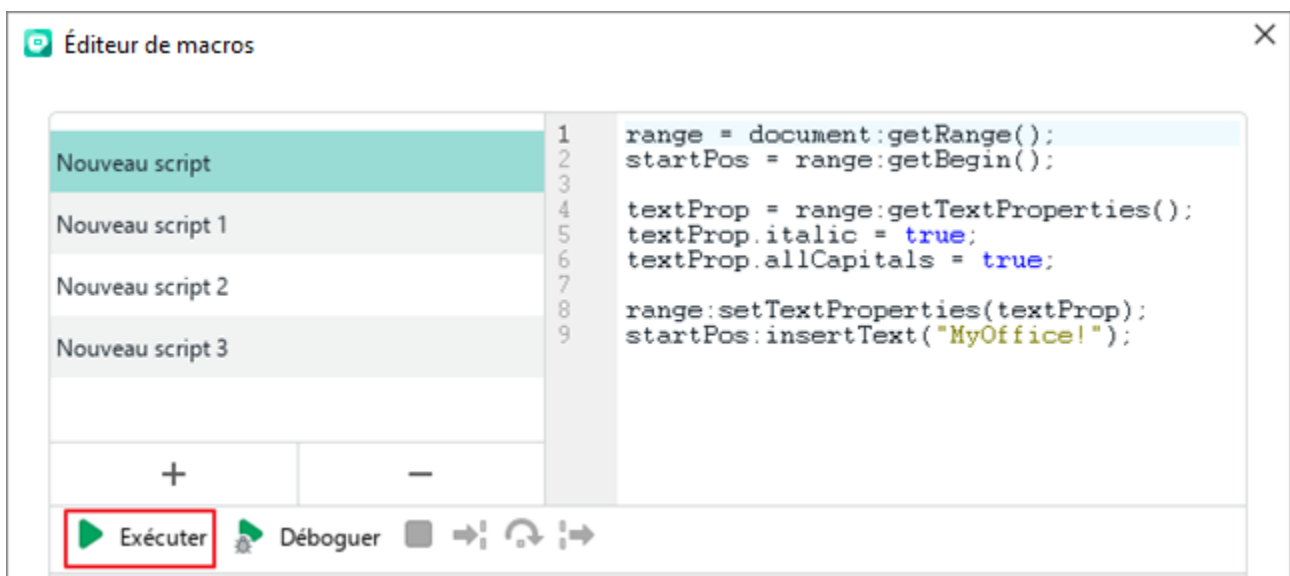 Éditeur de macros
Nouveau script
Nouveau script 1
Nouveau script 2
Nouveau script 3
+ −
1 range = document:getRange();
2 startPos = range:getBegin();
3
4 textProp = range:getTextProperties();
5 textProp.italic = true;
6 textProp.allCapitals = true;
7
8 range:setTextProperties(textProp);
9 startPos:insertText("MyOffice!");
Exécuter Déboguer